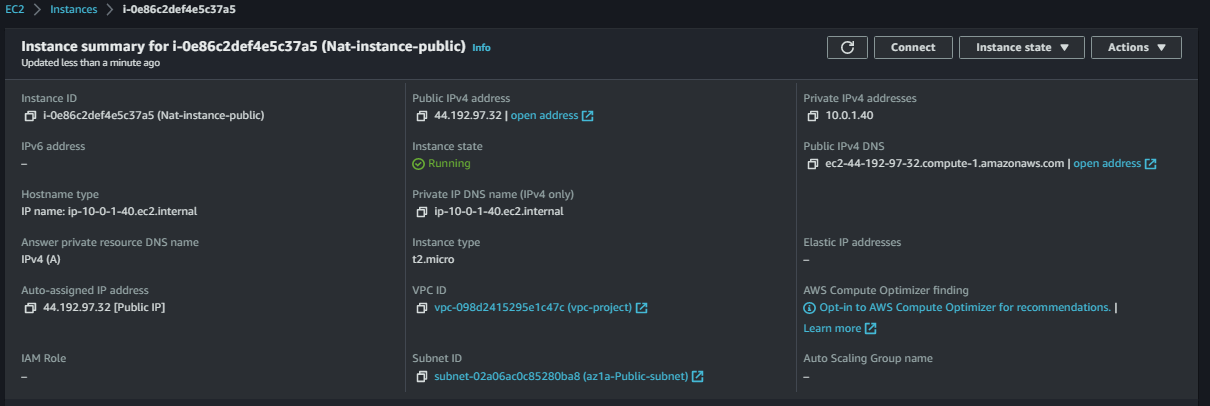 EC2 > Instances > i-0e86c2def4e5c37a5
Instance summary for i-0e86c2def4e5c37a5 (Nat-instance-public) Info
Connect
Instance state
Actions
Updated less than a minute ago
Instance ID
i-0e86c2def4e5c37a5 (Nat-instance-public)
Public IPv4 address
44.192.97.32 | open address
Private IPv4 addresses
10.0.1.40
IPv6 address
–
Instance state
Running
Public IPv4 DNS
ec2-44-192-97-32.compute-1.amazonaws.com | open address
Hostname type
IP name: ip-10-0-1-40.ec2.internal
Private IP DNS name (IPv4 only)
ip-10-0-1-40.ec2.internal
Answer private resource DNS name
IPv4 (A)
Instance type
t2.micro
Elastic IP addresses
–
Auto-assigned IP address
44.192.97.32 [Public IP]
VPC ID
vpc-098d2415295e1c47c (vpc-project)
AWS Compute Optimizer finding
Opt-in to AWS Compute Optimizer for recommendations. |
Learn more
IAM Role
–
Subnet ID
subnet-02a06ac0c85280ba8 (az1a-Public-subnet)
Auto Scaling Group name
–